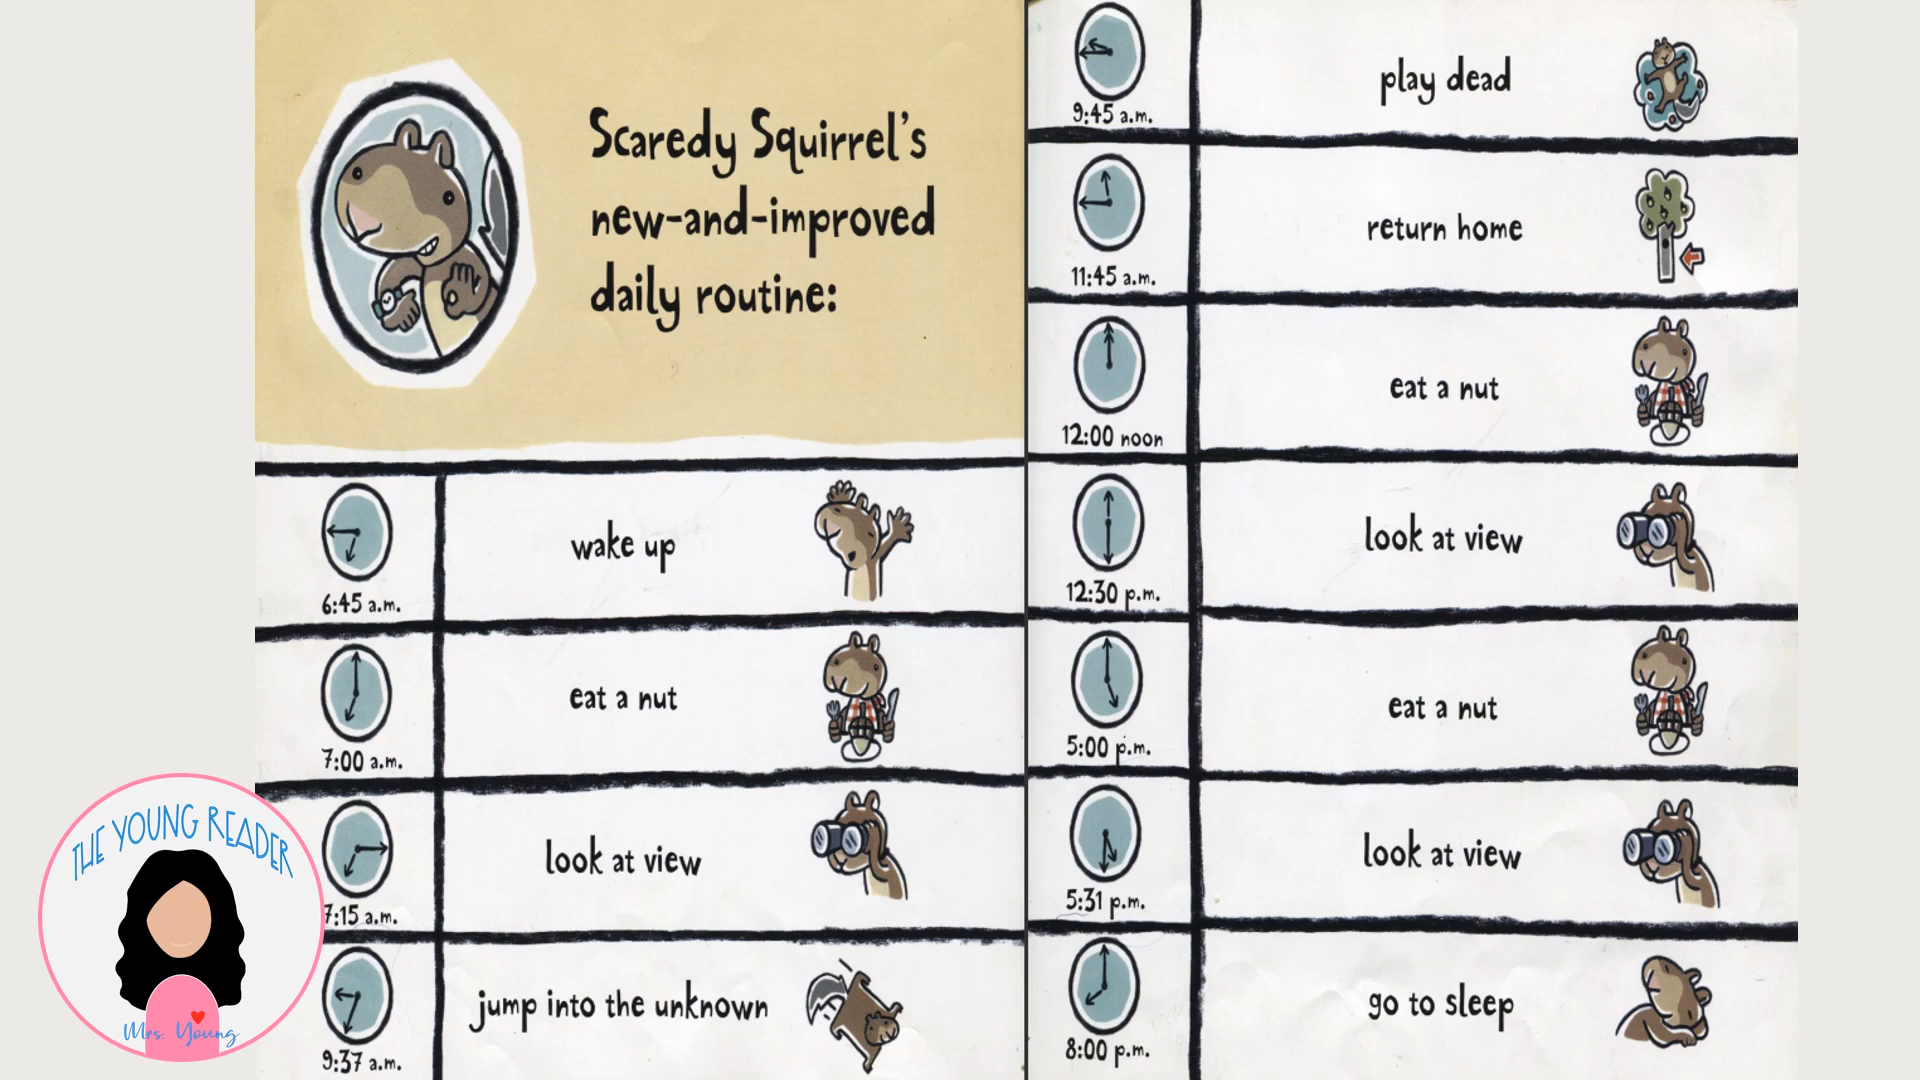 Scaredy Squirrel's
new-and-improved
daily routine:
6:45 a.m.
wake up
7:00 a.m.
eat a nut
7:15 a.m.
look at view
9:37 a.m.
jump into the unknown
9:45 a.m.
play dead
11:45 a.m.
return home
12:00 noon
eat a nut
12:30 p.m.
look at view
5:00 p.m.
eat a nut
5:31 p.m.
look at view
8:00 p.m.
go to sleep
THE YOUNG READER
Mrs. Young